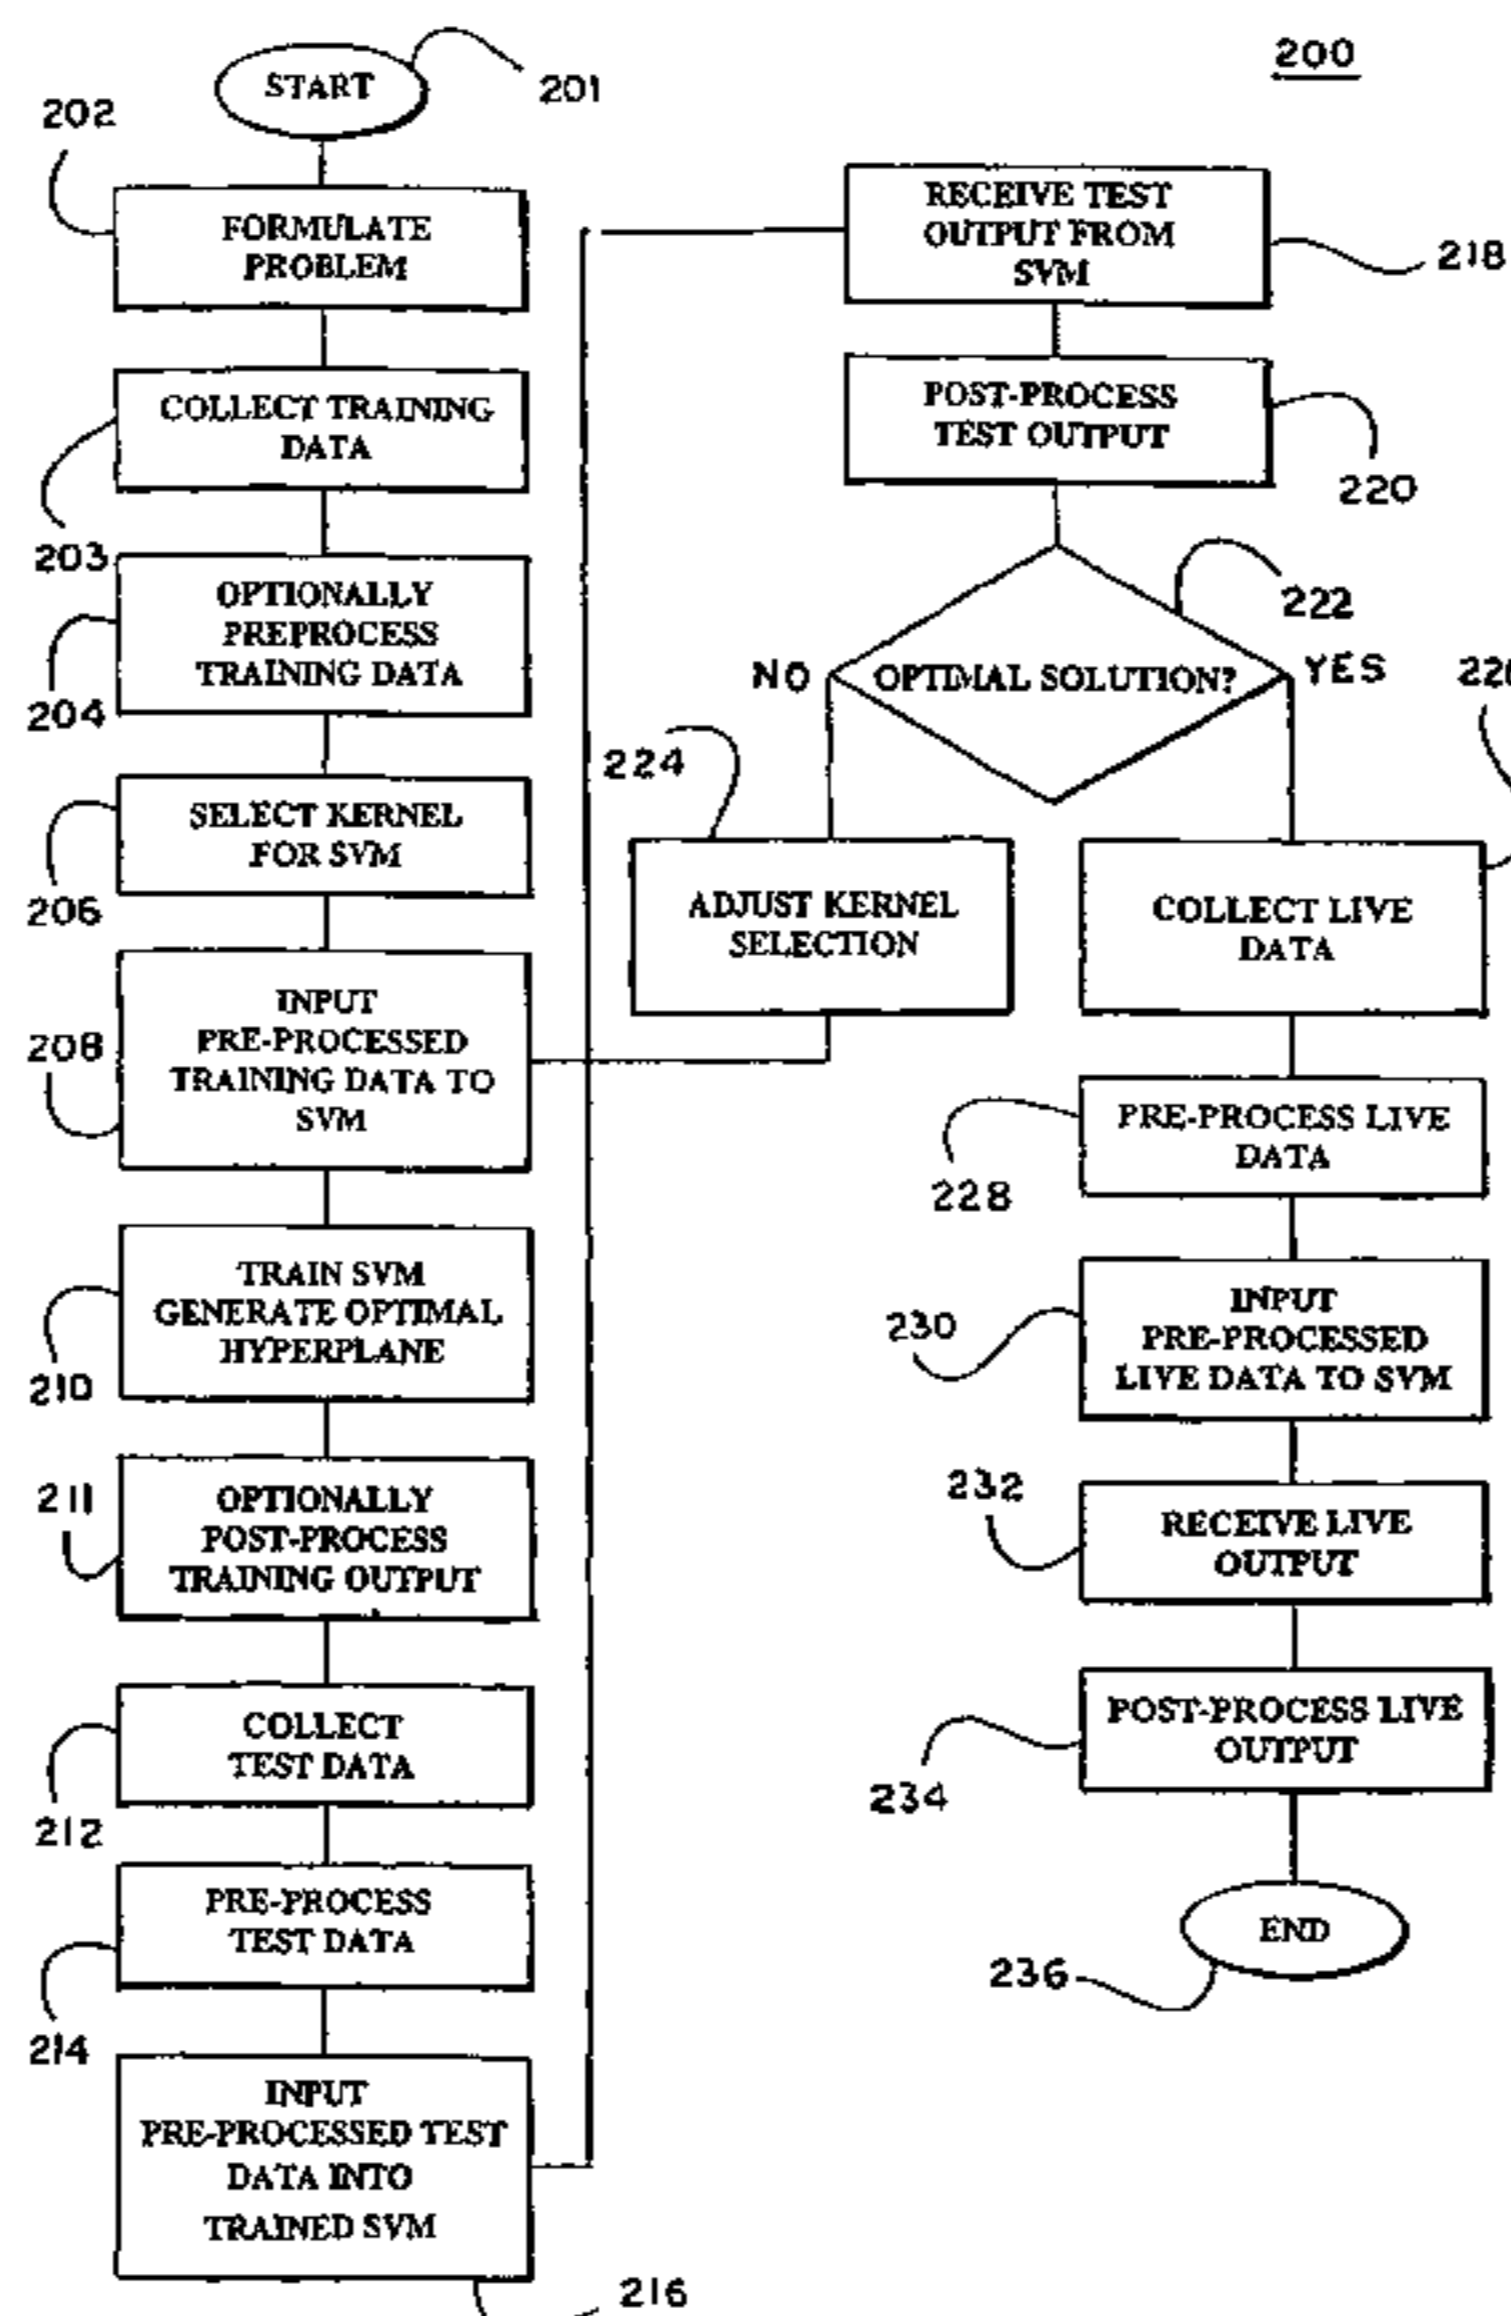 200
START
201
202
FORMULATE
PROBLEM
COLLECT TRAINING
DATA
203
OPTIONALLY
PREPROCESS
TRAINING DATA
204
SELECT KERNEL
FOR SVM
206
INPUT
PRE-PROCESSED
TRAINING DATA TO
SVM
208
TRAIN SVM
GENERATE OPTIMAL
HYPERPLANE
210
211
OPTIONALLY
POST-PROCESS
TRAINING OUTPUT
COLLECT
TEST DATA
212
PRE-PROCESS
TEST DATA
214
INPUT
PRE-PROCESSED TEST
DATA INTO
TRAINED SVM
216
RECEIVE TEST
OUTPUT FROM
SVM
218
POST-PROCESS
TEST OUTPUT
220
222
NO
OPTIMAL SOLUTION?
YES
224
ADJUST KERNEL
SELECTION
COLLECT LIVE
DATA
PRE-PROCESS LIVE
DATA
228
INPUT
PRE-PROCESSED
LIVE DATA TO SVM
230
232
RECEIVE LIVE
OUTPUT
POST-PROCESS LIVE
OUTPUT
234
END
236